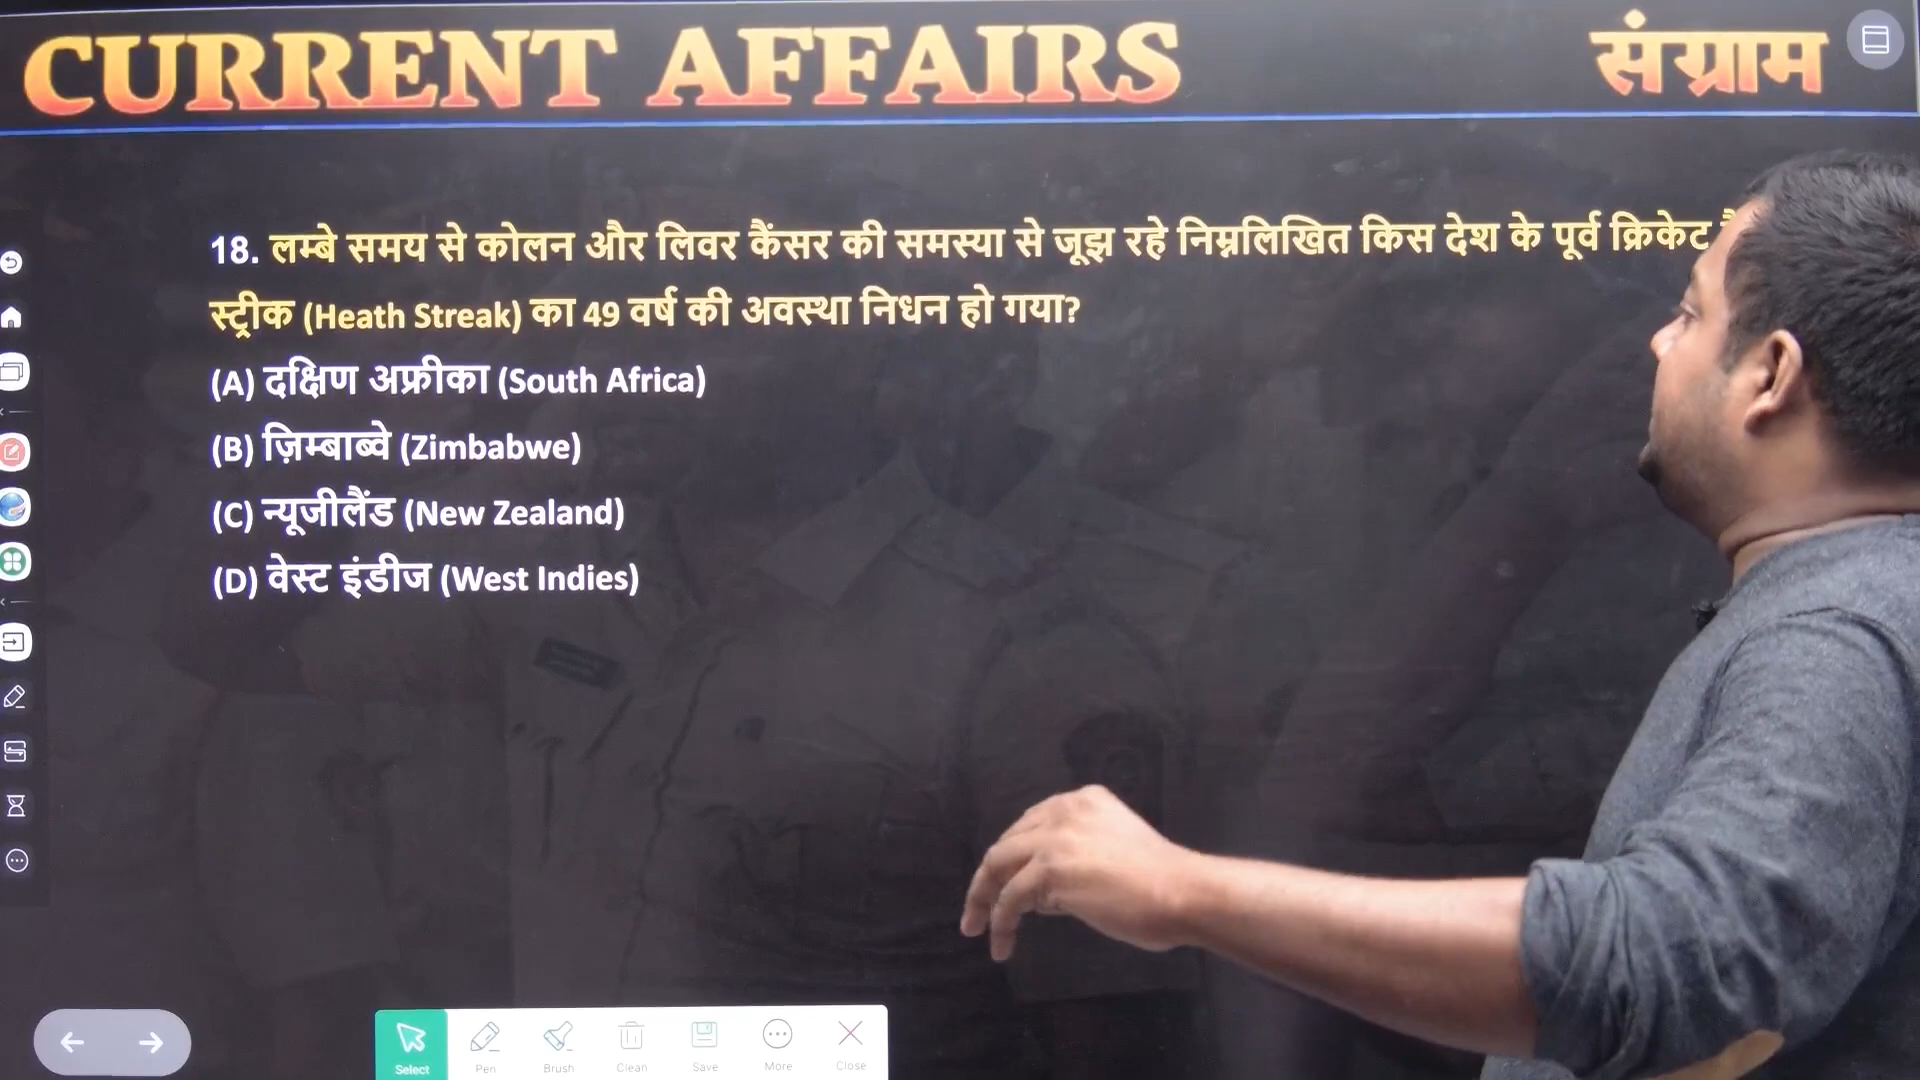 CURRENT AFFAIRS
संग्राम
18. लम्बे समय से कोलन और लिवर कैंसर की समस्या से जूझ रहे निम्नलिखित किस देश के पूर्व क्रिकेट
स्ट्रीक (Heath Streak) का 49 वर्ष की अवस्था निधन हो गया?
(A) दक्षिण अफ्रीका (South Africa)
(B) ज़िम्बाब्वे (Zimbabwe)
(C) न्यूजीलैंड (New Zealand)
(D) वेस्ट इंडीज (West Indies)
Select Pen Brush Clean Save More Close